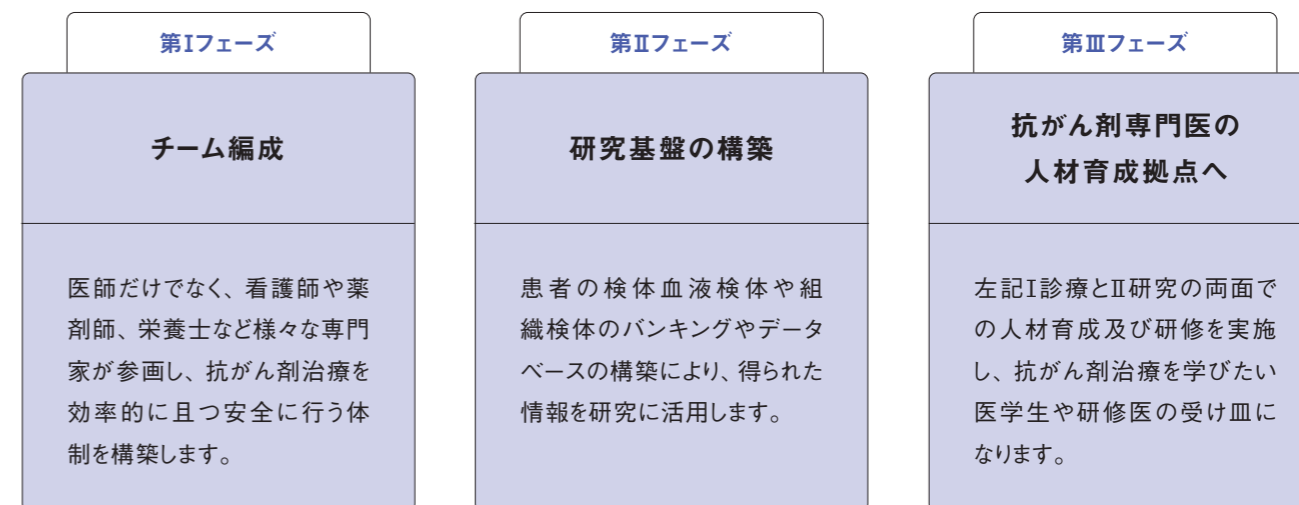 第Ⅰフェーズ
チーム編成
医師だけでなく、看護師や薬
剤師、栄養士など様々な専門
家が参画し、抗がん剤治療を
効率的に且つ安全に行う体
制を構築します。
第Ⅱフェーズ
研究基盤の構築
患者の検体血液検体や組
織検体のバンキングやデータ
ベースの構築により、得られた
情報を研究に活用します。
第Ⅲフェーズ
抗がん剤専門医の
人材育成拠点へ
左記Ⅰ診療とⅡ研究の両面で
の人材育成及び研修を実施
し、抗がん剤治療を学びたい
医学生や研修医の受け皿に
なります。